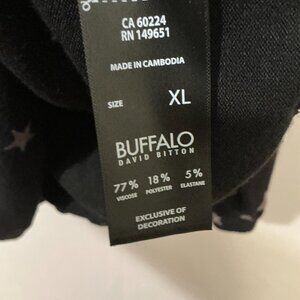 CA 60224
RN 149651
MADE IN CAMBODIA
SIZE XL
BUFFALO
DAVID BITTON
77% 18% 5%
VISCOSE POLYESTER ELASTANE
EXCLUSIVE OF
DECORATION